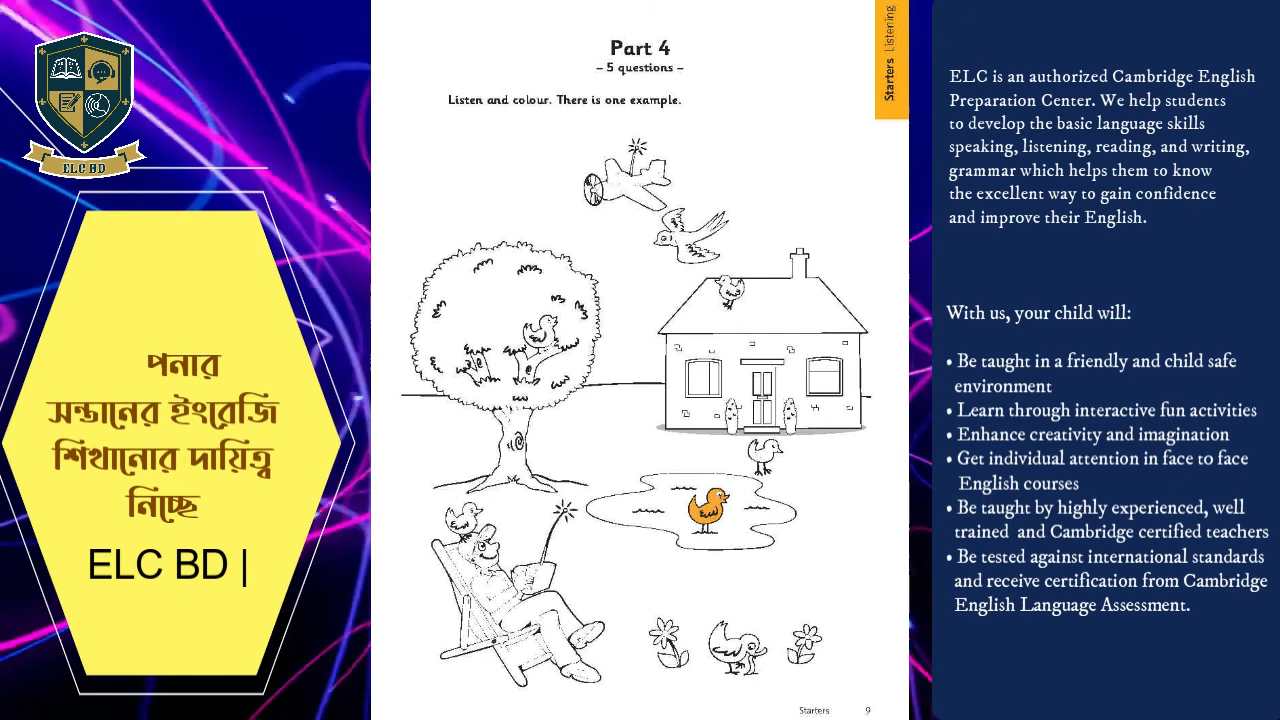 ELC BD
পনার
সন্তানের ইংরেজি
শিখানোর দায়িত্ব
নিচ্ছে
ELC BD |
Part 4
– 5 questions –
Listen and colour. There is one example.
Starters Listening
Starters 9
ELC is an authorized Cambridge English
Preparation Center. We help students
to develop the basic language skills
speaking, listening, reading, and writing,
grammar which helps them to know
the excellent way to gain confidence
and improve their English.
With us, your child will:
• Be taught in a friendly and child safe
environment
• Learn through interactive fun activities
• Enhance creativity and imagination
• Get individual attention in face to face
English courses
• Be taught by highly experienced, well
trained and Cambridge certified teachers
• Be tested against international standards
and receive certification from Cambridge
English Language Assessment.